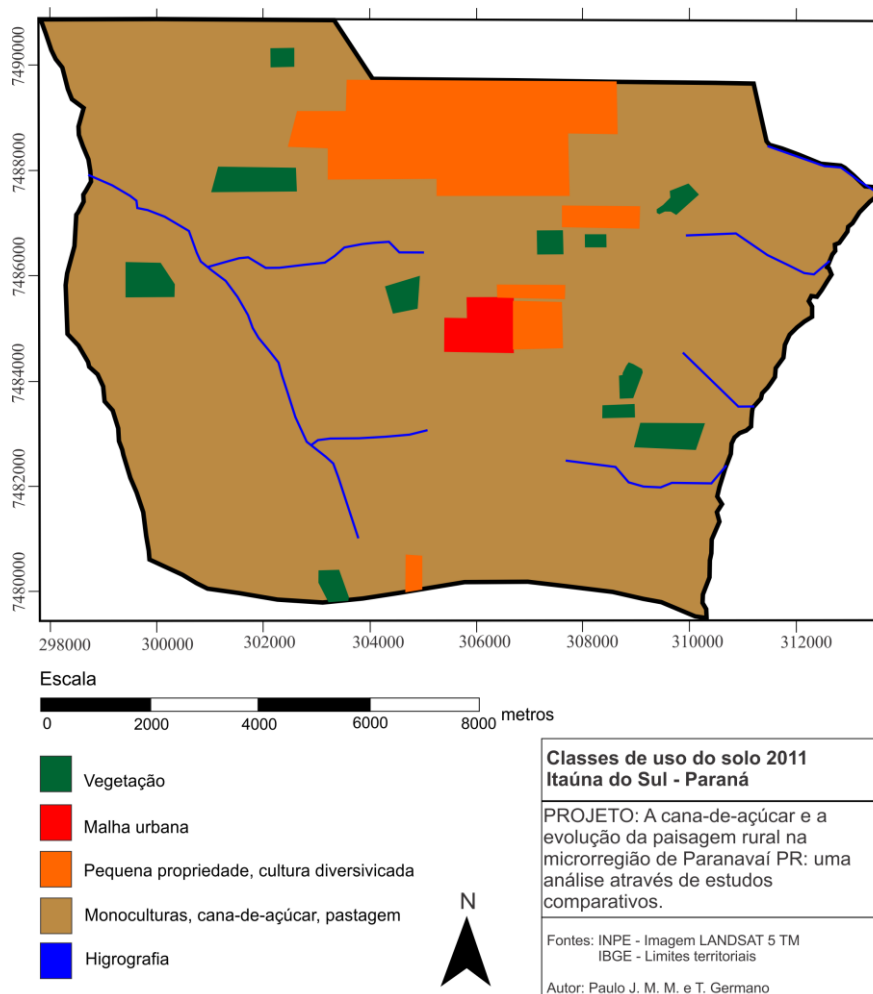 7490000
7488000
7486000
7484000
7482000
7480000
298000 300000 302000 304000 306000 308000 310000 312000
Escala
0 2000 4000 6000 8000 metros
Vegetação
Malha urbana
Pequena propriedade, cultura diversivicada
Monoculturas, cana-de-açúcar, pastagem
Higrografia
N
Classes de uso do solo 2011
Itaúna do Sul - Paraná
PROJETO: A cana-de-açúcar e a
evolução da paisagem rural na
microrregião de Paranavaí PR: uma
análise através de estudos
comparativos.
Fontes: INPE - Imagem LANDSAT 5 TM
IBGE - Limites territoriais
Autor: Paulo J. M. M. e T. Germano